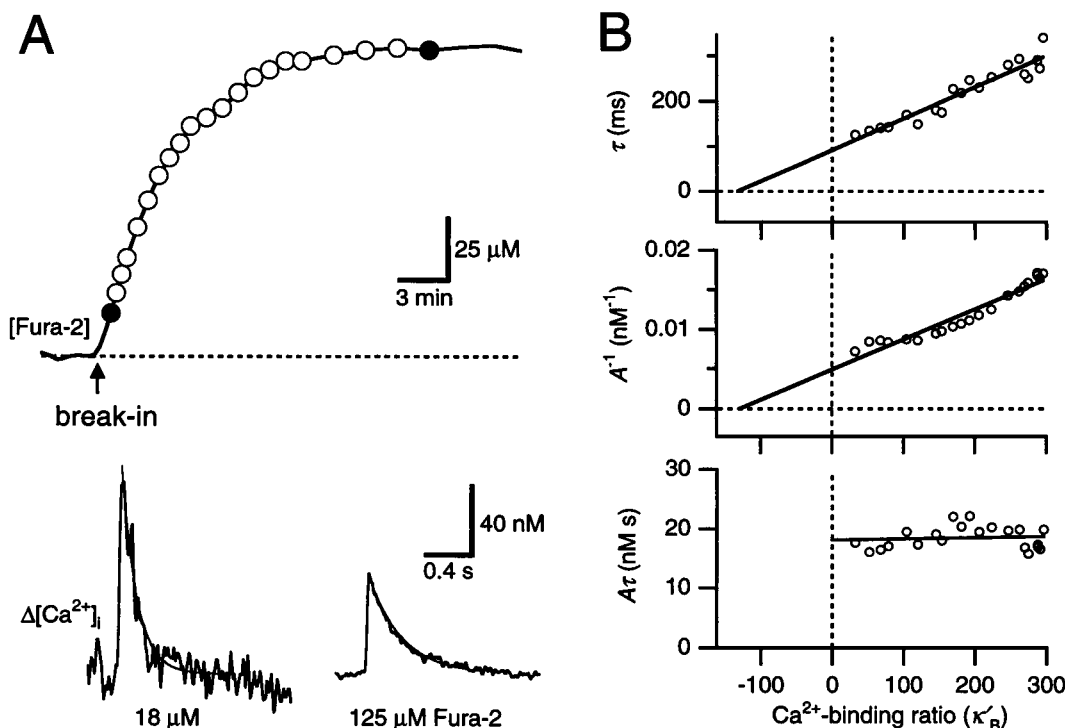 A
25 μM
3 min
[Fura-2]
break-in
40 nM
0.4 s
Δ[Ca²⁺]ᵢ
18 μM
125 μM Fura-2
B
τ (ms)
200
0
A⁻¹ (nM⁻¹)
0.02
0.01
0
Aτ (nM s)
30
20
10
0
-100 0 100 200 300
Ca²⁺-binding ratio (κ′_B)